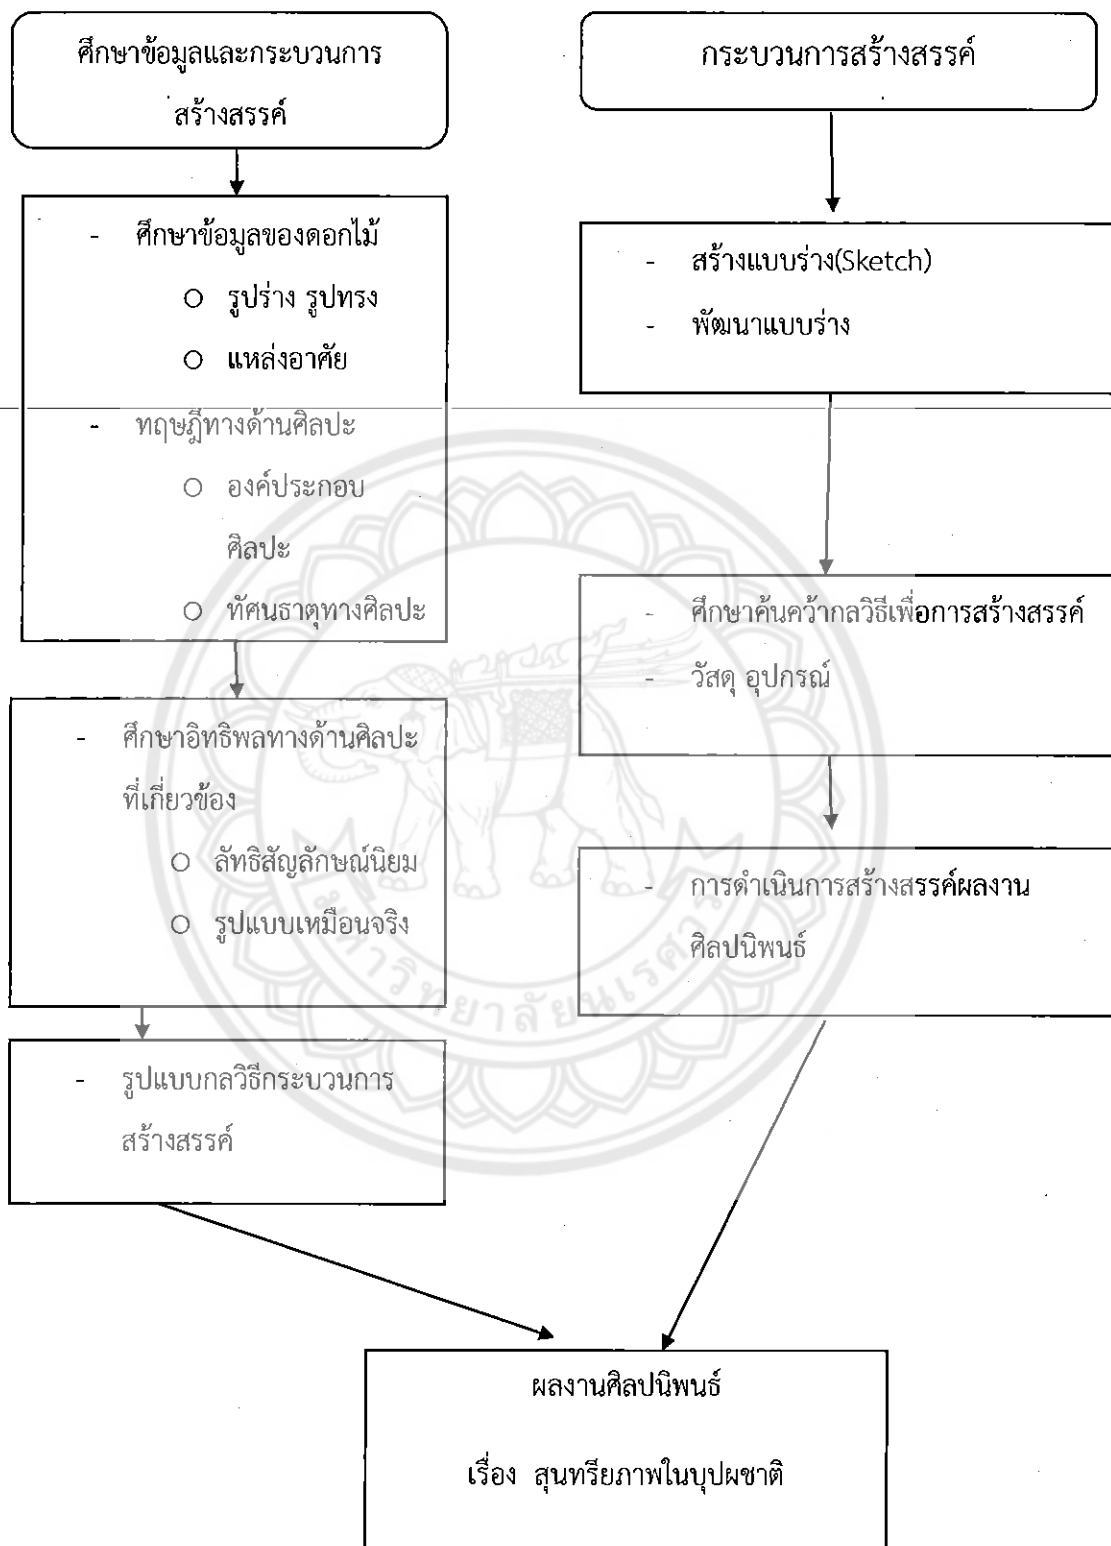 ศึกษาข้อมูลและกระบวนการ
สร้างสรรค์
- ศึกษาข้อมูลของดอกไม้
○ รูปร่าง รูปทรง
○ แหล่งอาศัย
- ทฤษฎีทางด้านศิลปะ
○ องค์ประกอบ
ศิลปะ
○ ทัศนธาตุทางศิลปะ
- ศึกษาอิทธิพลทางด้านศิลปะ
ที่เกี่ยวข้อง
○ ลัทธิสัญลักษณ์นิยม
○ รูปแบบเหมือนจริง
- รูปแบบกลวิธีกระบวนการ
สร้างสรรค์
กระบวนการสร้างสรรค์
- สร้างแบบร่าง(Sketch)
- พัฒนาแบบร่าง
- ศึกษาค้นคว้ากลวิธีเพื่อการสร้างสรรค์
- วัสดุ อุปกรณ์
- การดำเนินการสร้างสรรค์ผลงาน
ศิลปนิพนธ์
ผลงานศิลปนิพนธ์
เรื่อง สุนทรียภาพในบุปผชาติ
มหาวิทยาลัยนเรศวร